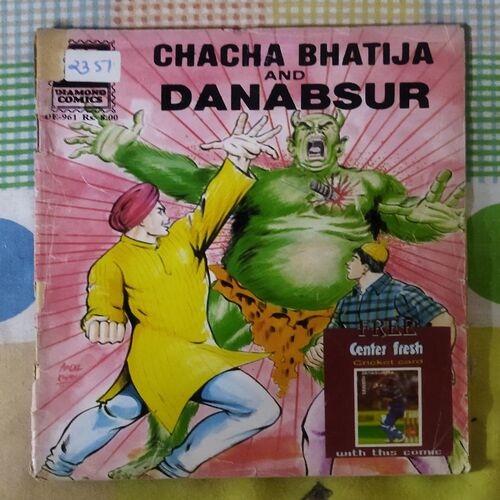 2357
DIAMOND
COMICS
DE-961 Rs 8.00
CHACHA BHATIJA
AND
DANABSUR
FREE
Center fresh
Cricket card
with this comic